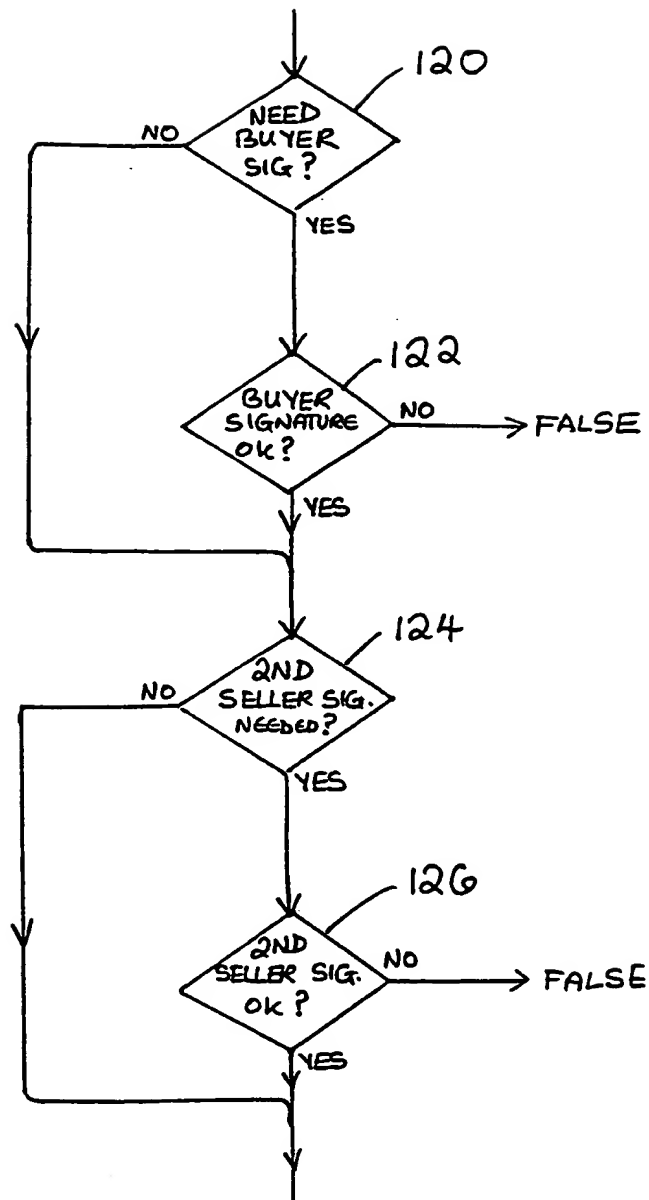 120
NEED
BUYER
SIG?
NO
YES
122
BUYER
SIGNATURE
OK?
NO
FALSE
YES
124
2ND
SELLER SIG.
NEEDED?
NO
YES
126
2ND
SELLER SIG.
OK?
NO
FALSE
YES